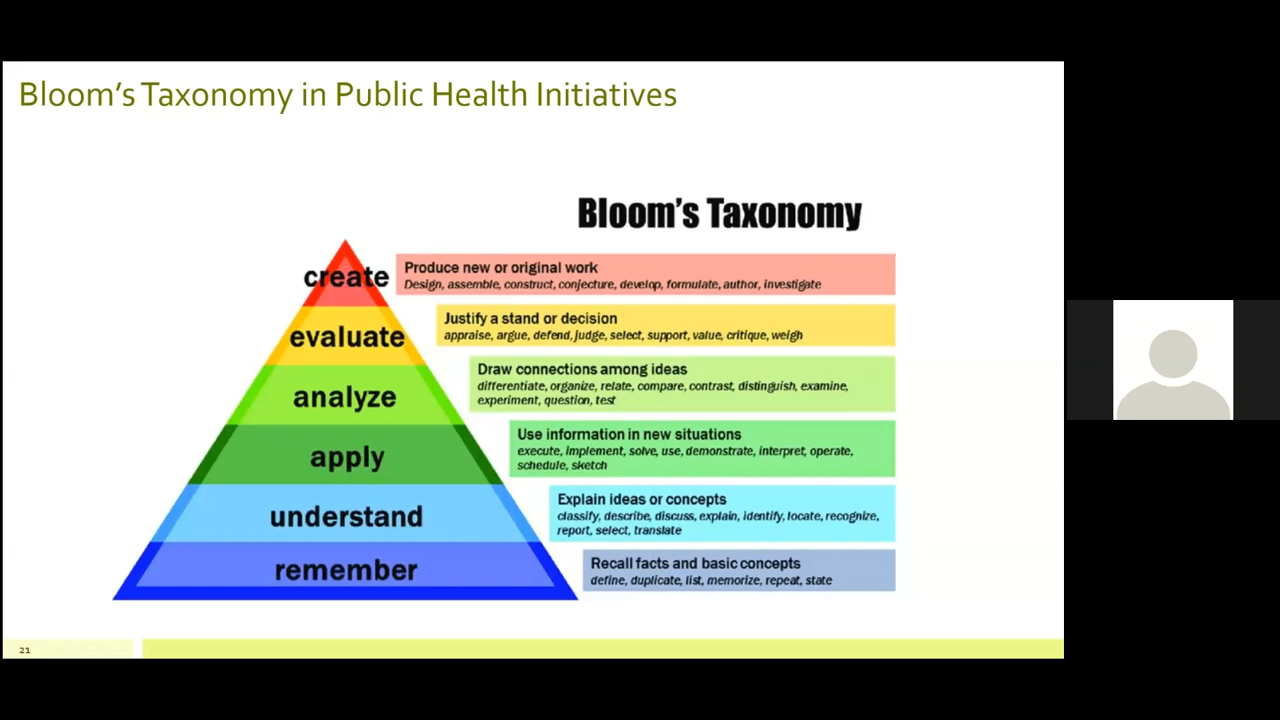 Bloom's Taxonomy in Public Health Initiatives
Bloom's Taxonomy
create
Produce new or original work
Design, assemble, construct, conjecture, develop, formulate, author, investigate
evaluate
Justify a stand or decision
appraise, argue, defend, judge, select, support, value, critique, weigh
analyze
Draw connections among ideas
differentiate, organize, relate, compare, contrast, distinguish, examine,
experiment, question, test
apply
Use information in new situations
execute, implement, solve, use, demonstrate, interpret, operate,
schedule, sketch
understand
Explain ideas or concepts
classify, describe, discuss, explain, identify, locate, recognize,
report, select, translate
remember
Recall facts and basic concepts
define, duplicate, list, memorize, repeat, state
21